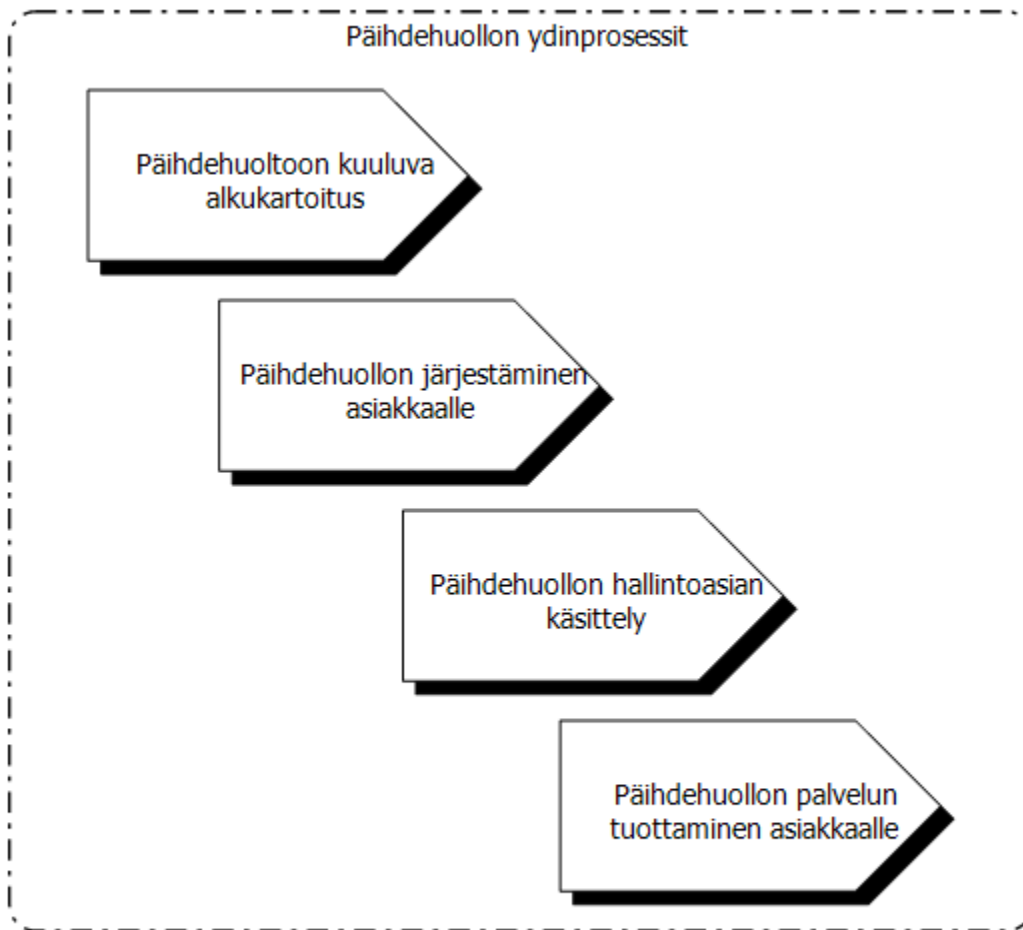 Päihdehuollon ydinprosessit
Päihdehuoltoon kuuluva
alkukartoitus
Päihdehuollon järjestäminen
asiakkaalle
Päihdehuollon hallintoasian
käsittely
Päihdehuollon palvelun
tuottaminen asiakkaalle